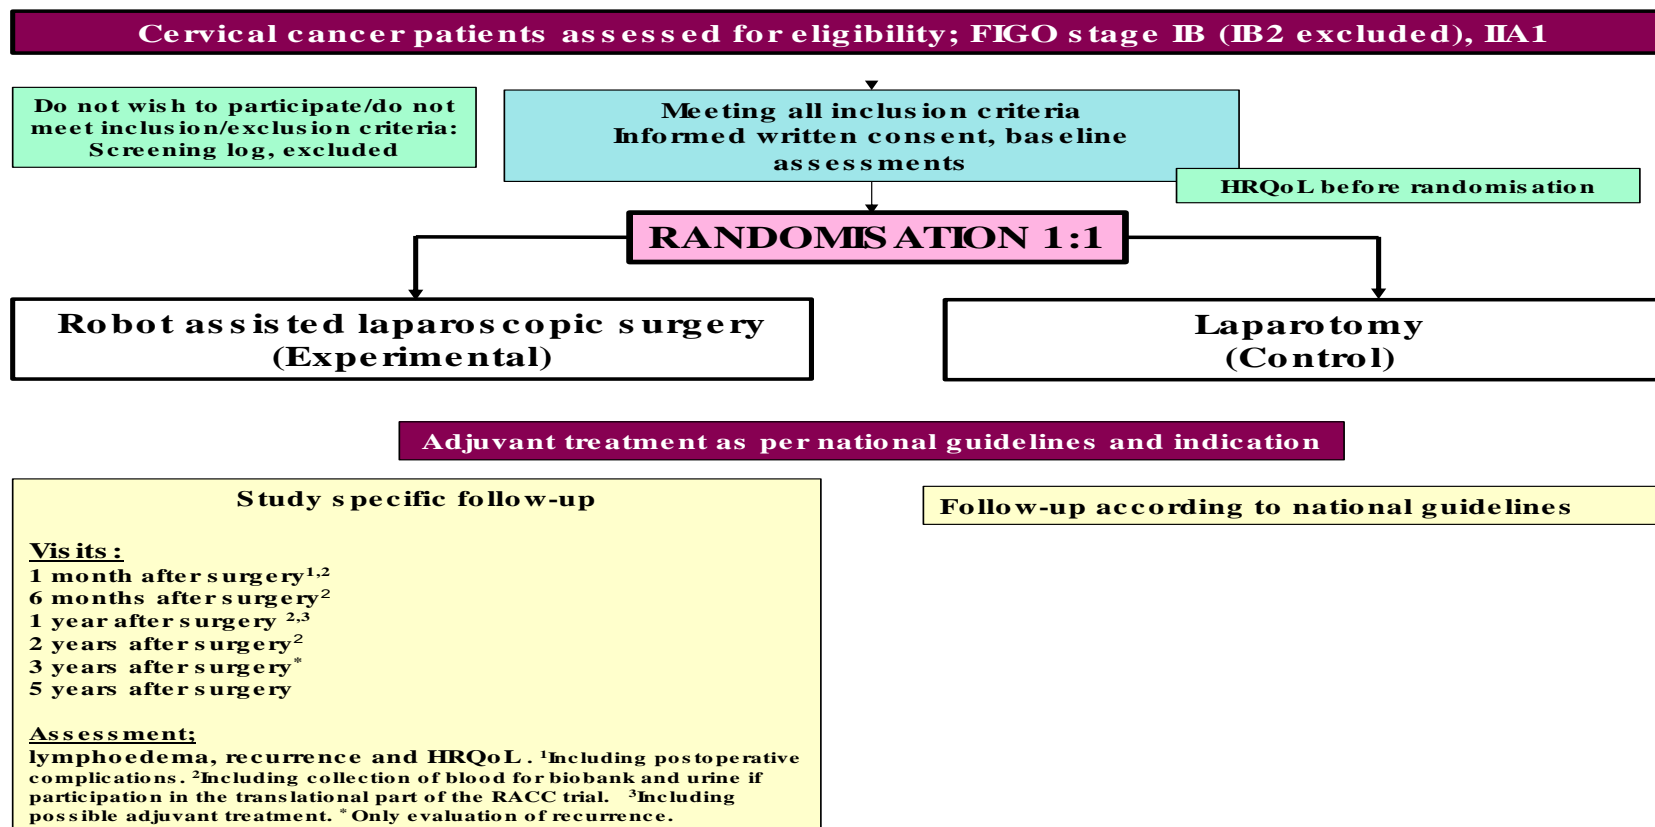 Cervical cancer patients assessed for eligibility; FIGO stage IB (IB2 excluded), IIA1
Do not wish to participate/do not
meet inclusion/exclusion criteria:
Screening log, excluded
Meeting all inclusion criteria
Informed written consent, baseline
assessments
HRQoL before randomisation
RANDOMISATION 1:1
Robot assisted laparoscopic surgery
(Experimental)
Laparotomy
(Control)
Adjuvant treatment as per national guidelines and indication
Study specific follow-up
Visits:
1 month after surgery¹,²
6 months after surgery²
1 year after surgery ²,³
2 years after surgery²
3 years after surgery*
5 years after surgery
Assessment;
lymphoedema, recurrence and HRQoL. ¹Including postoperative
complications. ²Including collection of blood for biobank and urine if
participation in the translational part of the RACC trial. ³Including
possible adjuvant treatment. *Only evaluation of recurrence.
Follow-up according to national guidelines